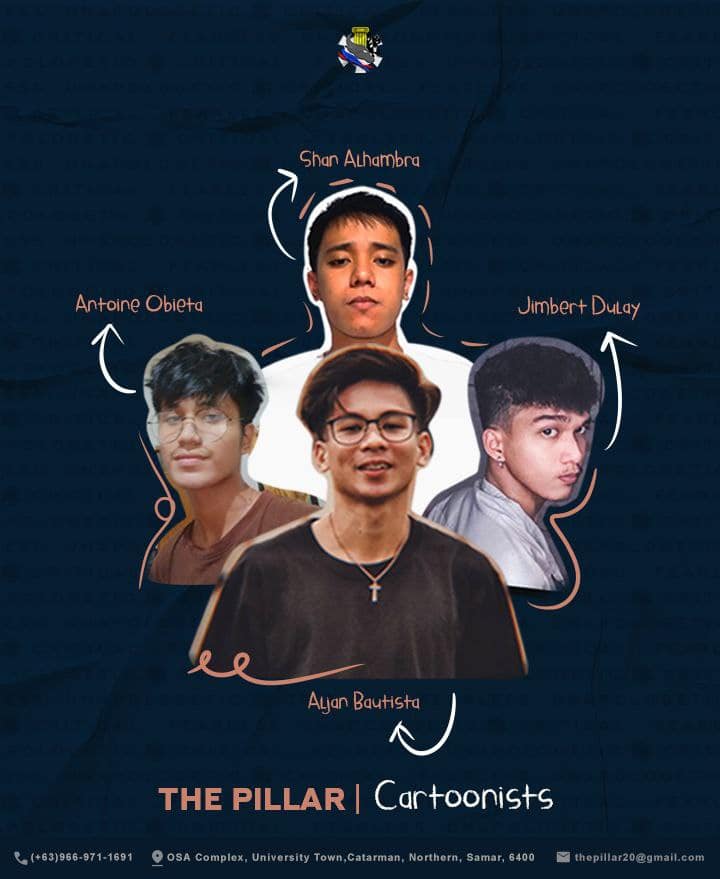 Shan Alhambra
Antoine Obieta
Jimbert Dulay
Aljan Bautista
THE PILLAR | Cartoonists
(+63)966-971-1691
OSA Complex, University Town,Catarman, Northern, Samar, 6400
thepillar20@gmail.com